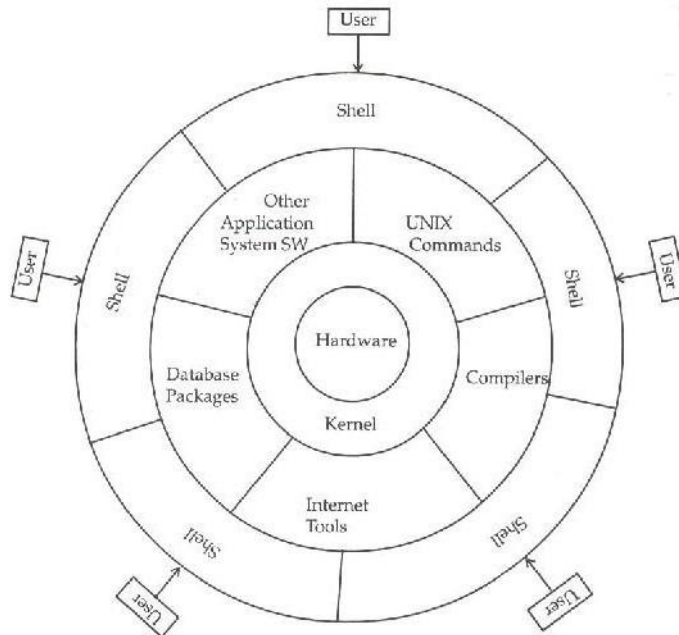 User
Shell
Other
Application
System SW
UNIX
Commands
User
Shell
Shell
User
Hardware
Database
Packages
Compilers
Kernel
Internet
Tools
Shell
Shell
User
User